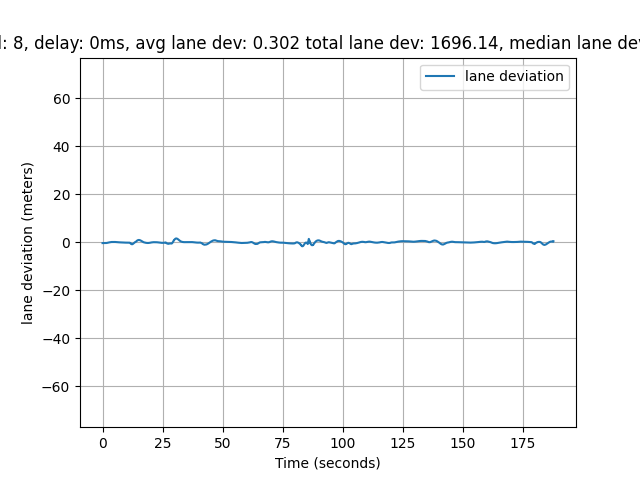 : 8, delay: 0ms, avg lane dev: 0.302 total lane dev: 1696.14, median lane
lane deviation
60
40
20
0
−20
−40
−60
lane deviation (meters)
0 25 50 75 100 125 150 175
Time (seconds)